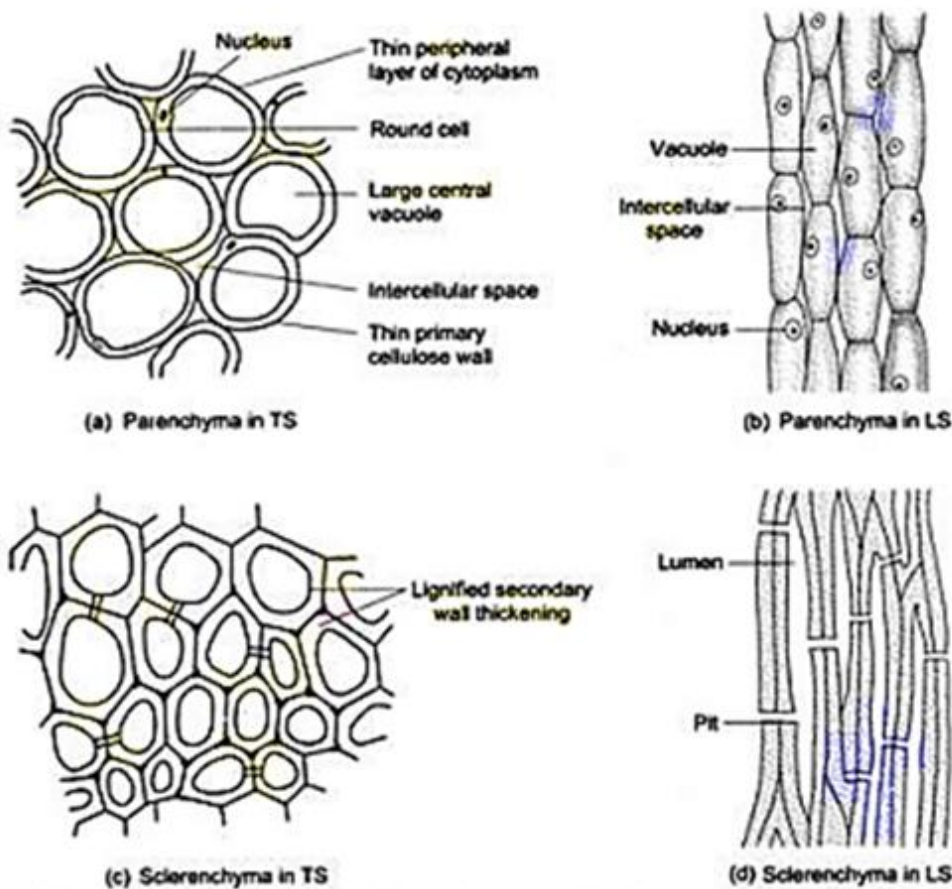 Nucleus
Thin peripheral
layer of cytoplasm
Round cell
Large central
vacuole
Intercellular space
Thin primary
cellulose wall
(a) Parenchyma in TS
Vacuole
Intercellular
space
Nucleus
(b) Parenchyma in LS
Lignified secondary
wall thickening
(c) Sclerenchyma in TS
Lumen
Pit
(d) Sclerenchyma in LS